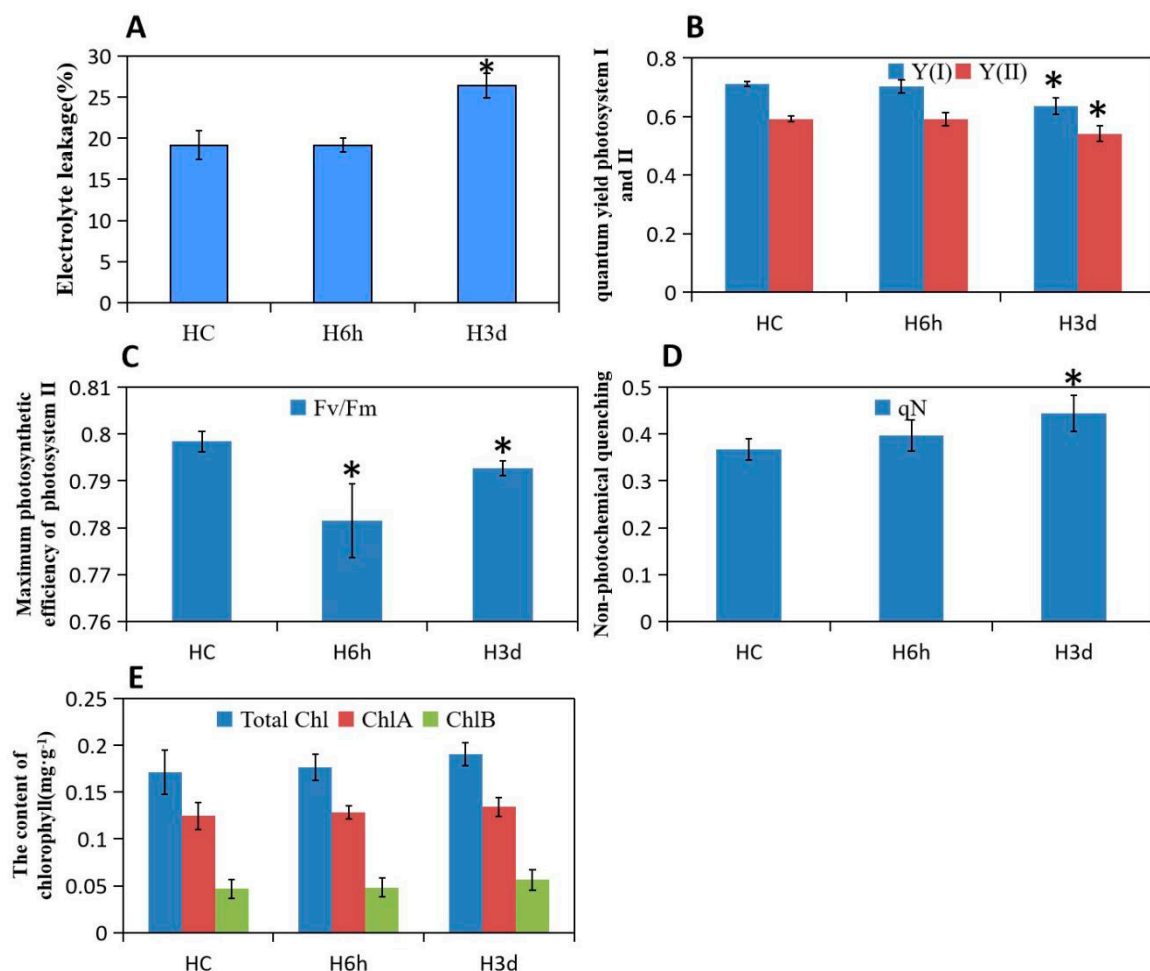 A
Electrolyte leakage(%)
30
25
20
15
10
5
0
*
HC H6h H3d
B
quantum yield photosystem I
and II
0.8
0.6
0.4
0.2
0
Y(I) Y(II)
*
*
HC H6h H3d
C
Maximum photosynthetic
efficiency of photosystem II
0.81
0.8
0.79
0.78
0.77
0.76
Fv/Fm
*
*
HC H6h H3d
D
Non-photochemical quenching
0.5
0.4
0.3
0.2
0.1
0
qN
*
HC H6h H3d
E
The content of
chlorophyll(mg·g⁻¹)
0.25
0.2
0.15
0.1
0.05
0
Total Chl ChlA ChlB
HC H6h H3d